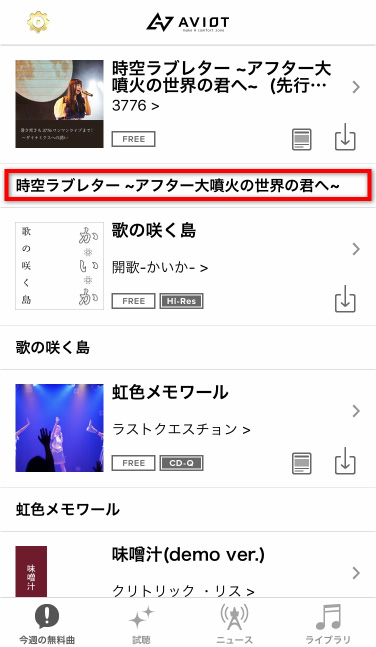 AVIOT
make A comfort zone
時空ラブレター ~アフター大
噴火の世界の君へ~（先行…
3776 >
FREE
時空ラブレター ~アフター大噴火の世界の君へ~
歌の咲く島
かいか
歌の咲く島
開歌-かいか- >
FREE
Hi-Res
歌の咲く島
虹色メモワール
ラストクエスチョン >
FREE
CD-Q
虹色メモワール
味噌汁
味噌汁(demo ver.)
クリトリック・リス >
今週の無料曲
試聴
ニュース
ライブラリ